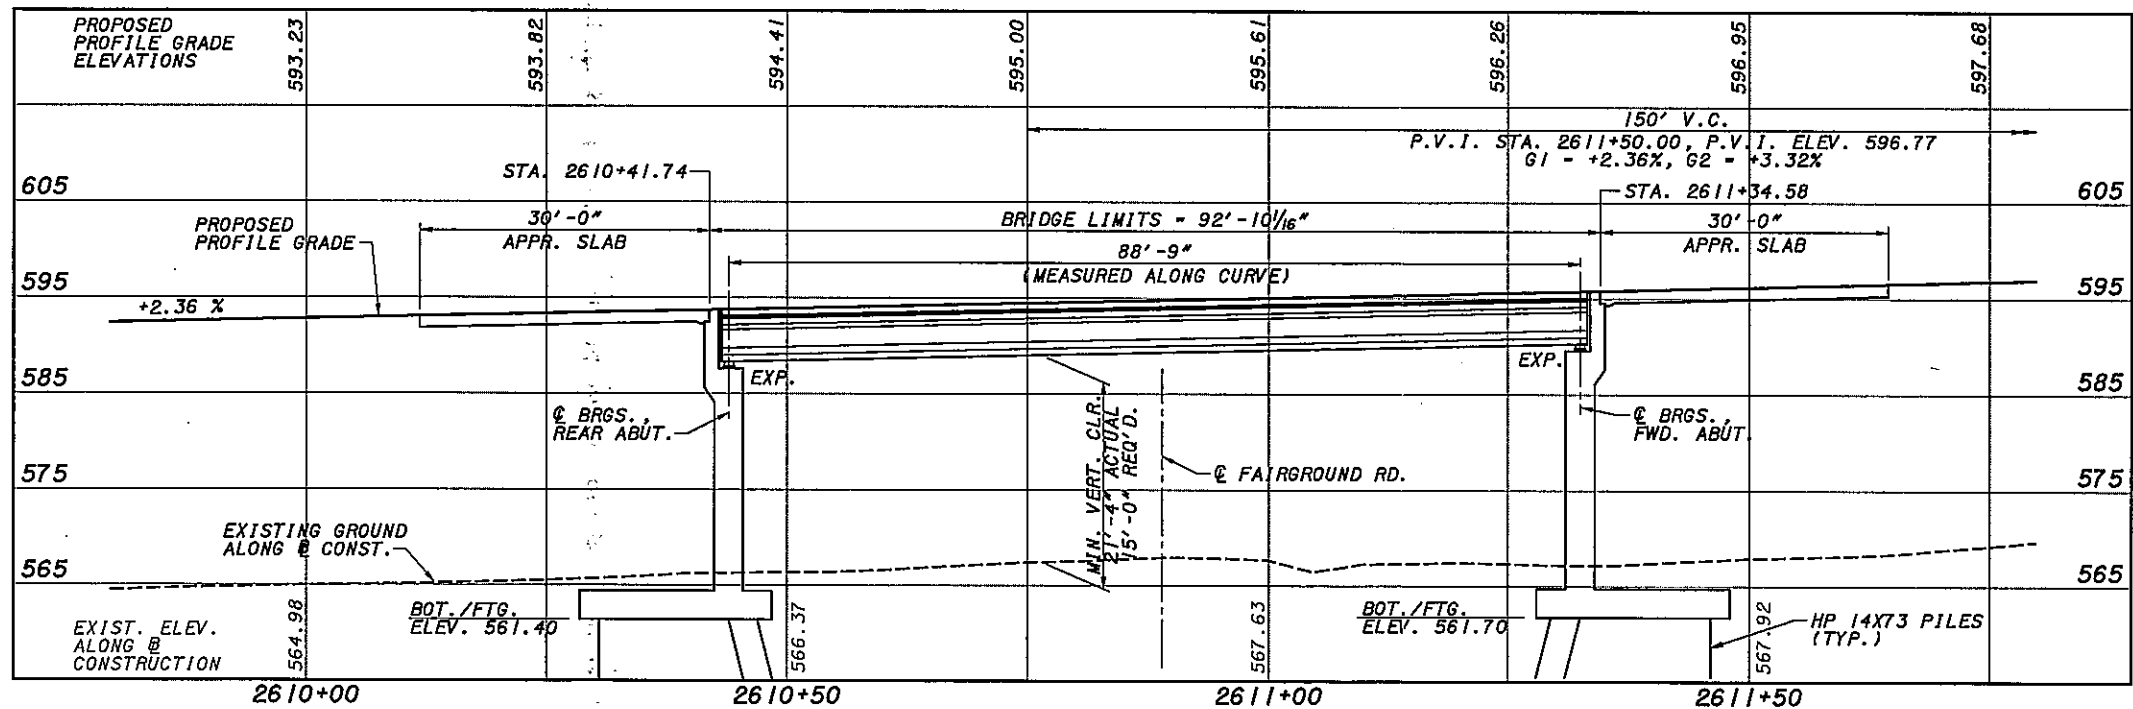 PROPOSED
PROFILE GRADE
ELEVATIONS
593.23
593.82
594.41
595.00
595.61
596.26
596.95
597.68
150' V.C.
P.V.I. STA. 2611+50.00, P.V.I. ELEV. 596.77
G1 = +2.36%, G2 = +3.32%
STA. 2610+41.74
STA. 2611+34.58
605
605
PROPOSED
PROFILE GRADE
30'-0"
APPR. SLAB
BRIDGE LIMITS = 92'-10 1/16"
30'-0"
APPR. SLAB
88'-9"
(MEASURED ALONG CURVE)
595
+2.36 %
595
EXP.
EXP.
585
585
℄ BRGS.,
REAR ABUT.
MIN. VERT. CLR.
21'-4" ACTUAL
15'-0" REQ'D.
℄ BRGS.,
FWD. ABUT.
℄ FAIRGROUND RD.
575
575
EXISTING GROUND
ALONG B CONST.
565
565
BOT./FTG.
ELEV. 561.40
BOT./FTG.
ELEV. 561.70
HP 14X73 PILES
(TYP.)
EXIST. ELEV.
ALONG B
CONSTRUCTION
564.98
566.37
567.63
567.92
2610+00
2610+50
2611+00
2611+50